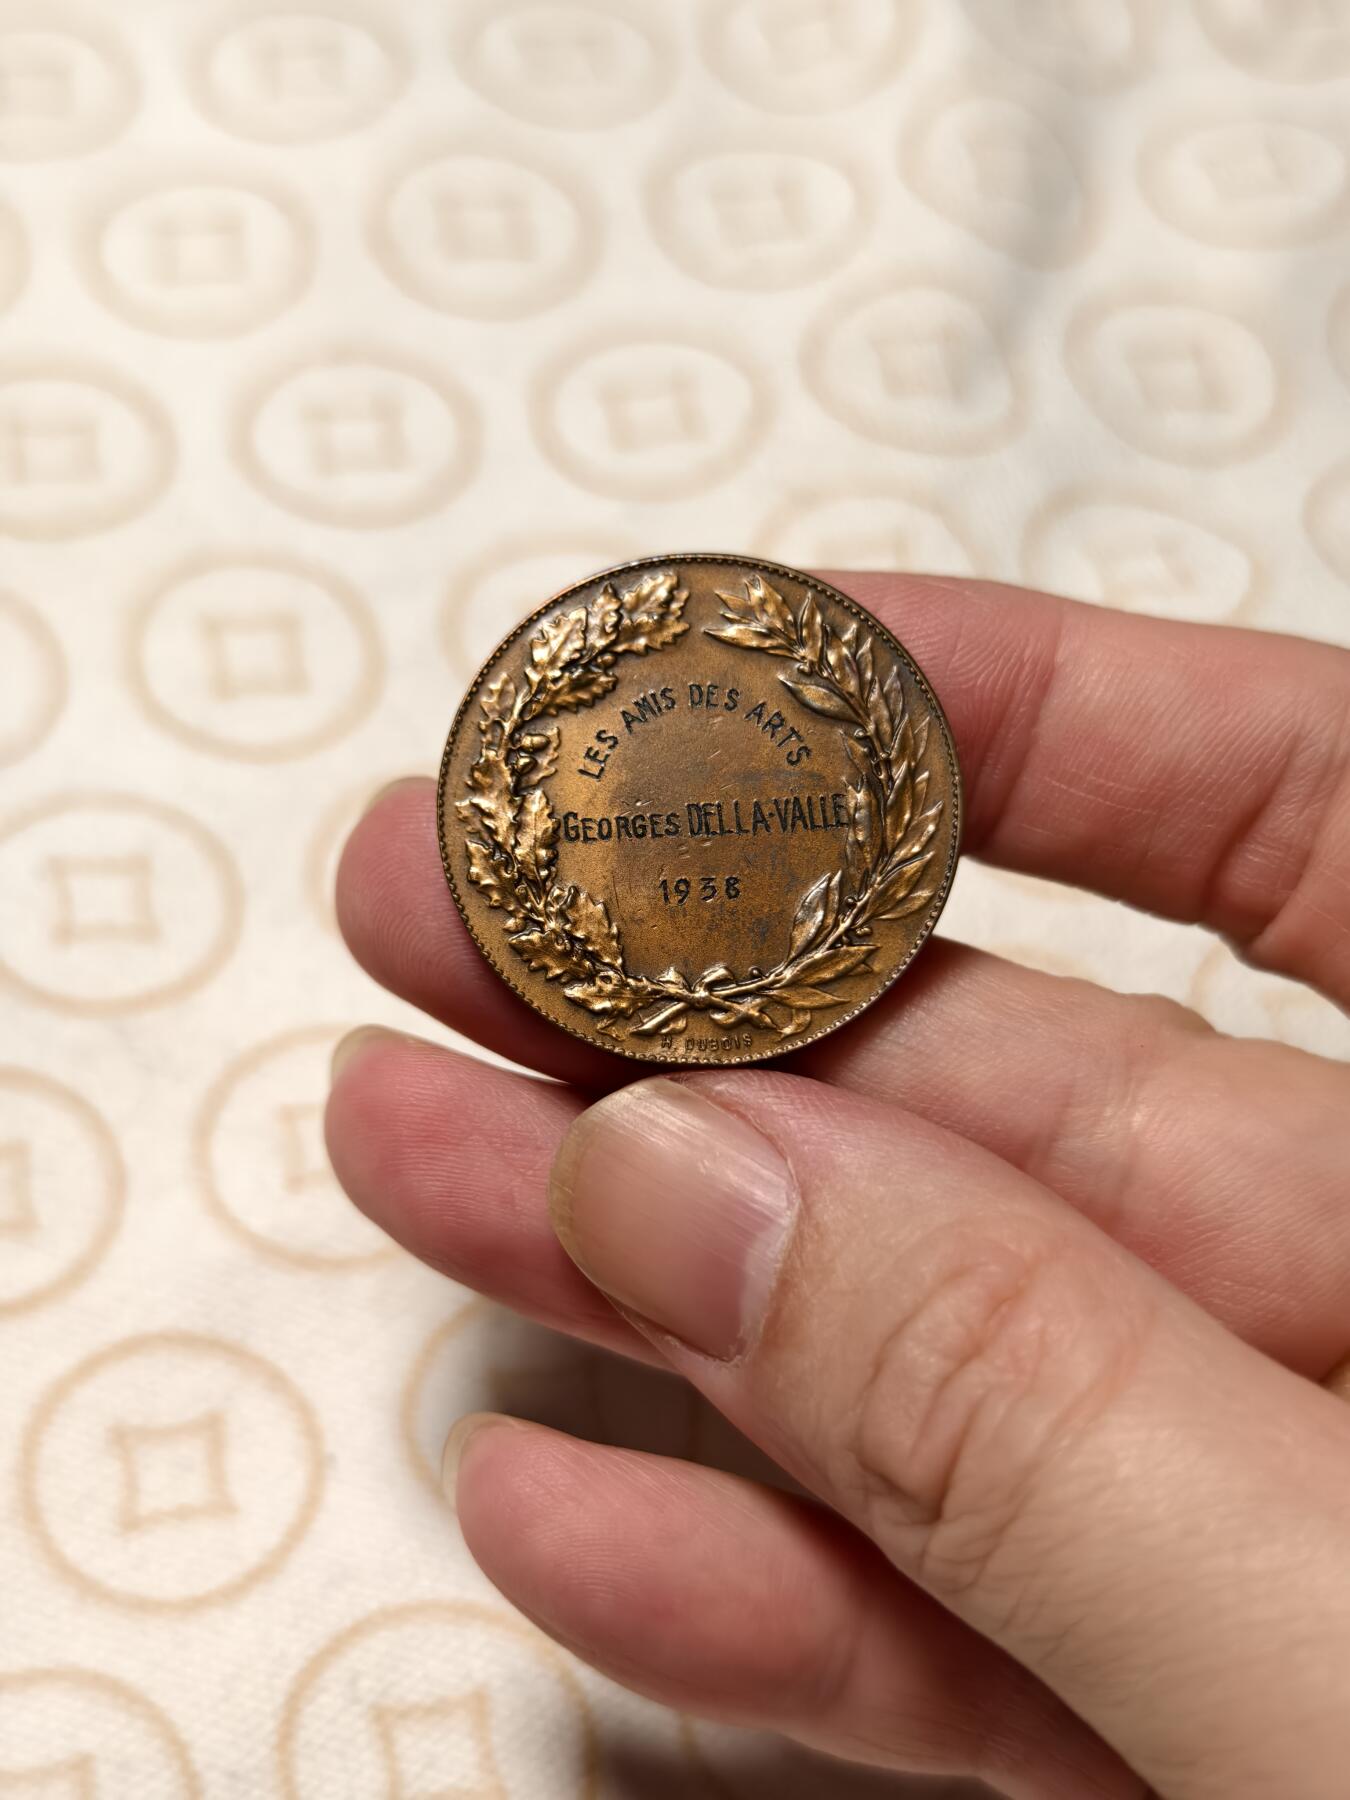 LES AMIS DES ARTS
GEORGES DELLA-VALLE
1938
H. DUBOIS